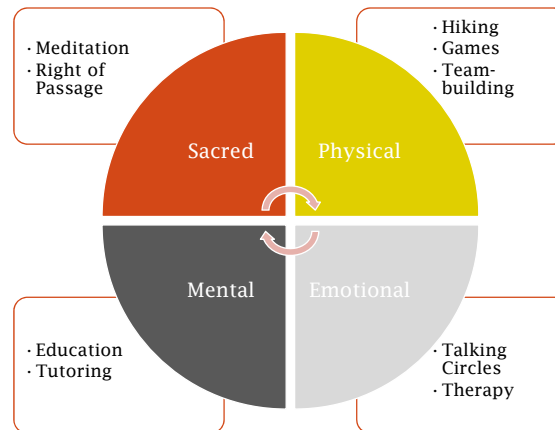 · Meditation
· Right of
Passage
· Hiking
· Games
· Team-
building
Sacred
Physical
Mental
Emotional
· Education
· Tutoring
· Talking
Circles
· Therapy